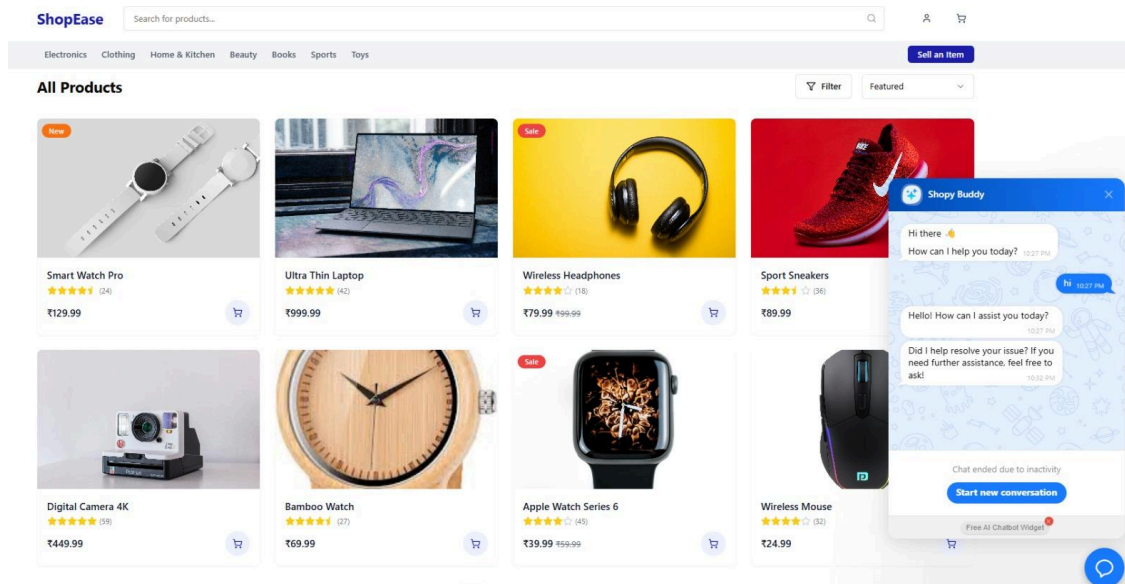 ShopEase
Search for products...
Electronics Clothing Home & Kitchen Beauty Books Sports Toys
Sell an Item
All Products
Filter
Featured
New
Sale
NIKE
Smart Watch Pro
(24)
₹129.99
Ultra Thin Laptop
(42)
₹999.99
Wireless Headphones
(18)
₹79.99 ₹99.99
Sport Sneakers
(36)
₹89.99
Digital Camera 4K
(59)
₹449.99
Bamboo Watch
(27)
₹69.99
Sale
Apple Watch Series 6
(45)
₹39.99 ₹59.99
Wireless Mouse
(32)
₹24.99
Shopy Buddy
Hi there 👋
How can I help you today? 10:27 PM
hi 10:27 PM
Hello! How can I assist you today?
10:27 PM
Did I help resolve your issue? If you
need further assistance, feel free to
ask!
10:32 PM
Chat ended due to inactivity
Start new conversation
Free AI Chatbot Widget